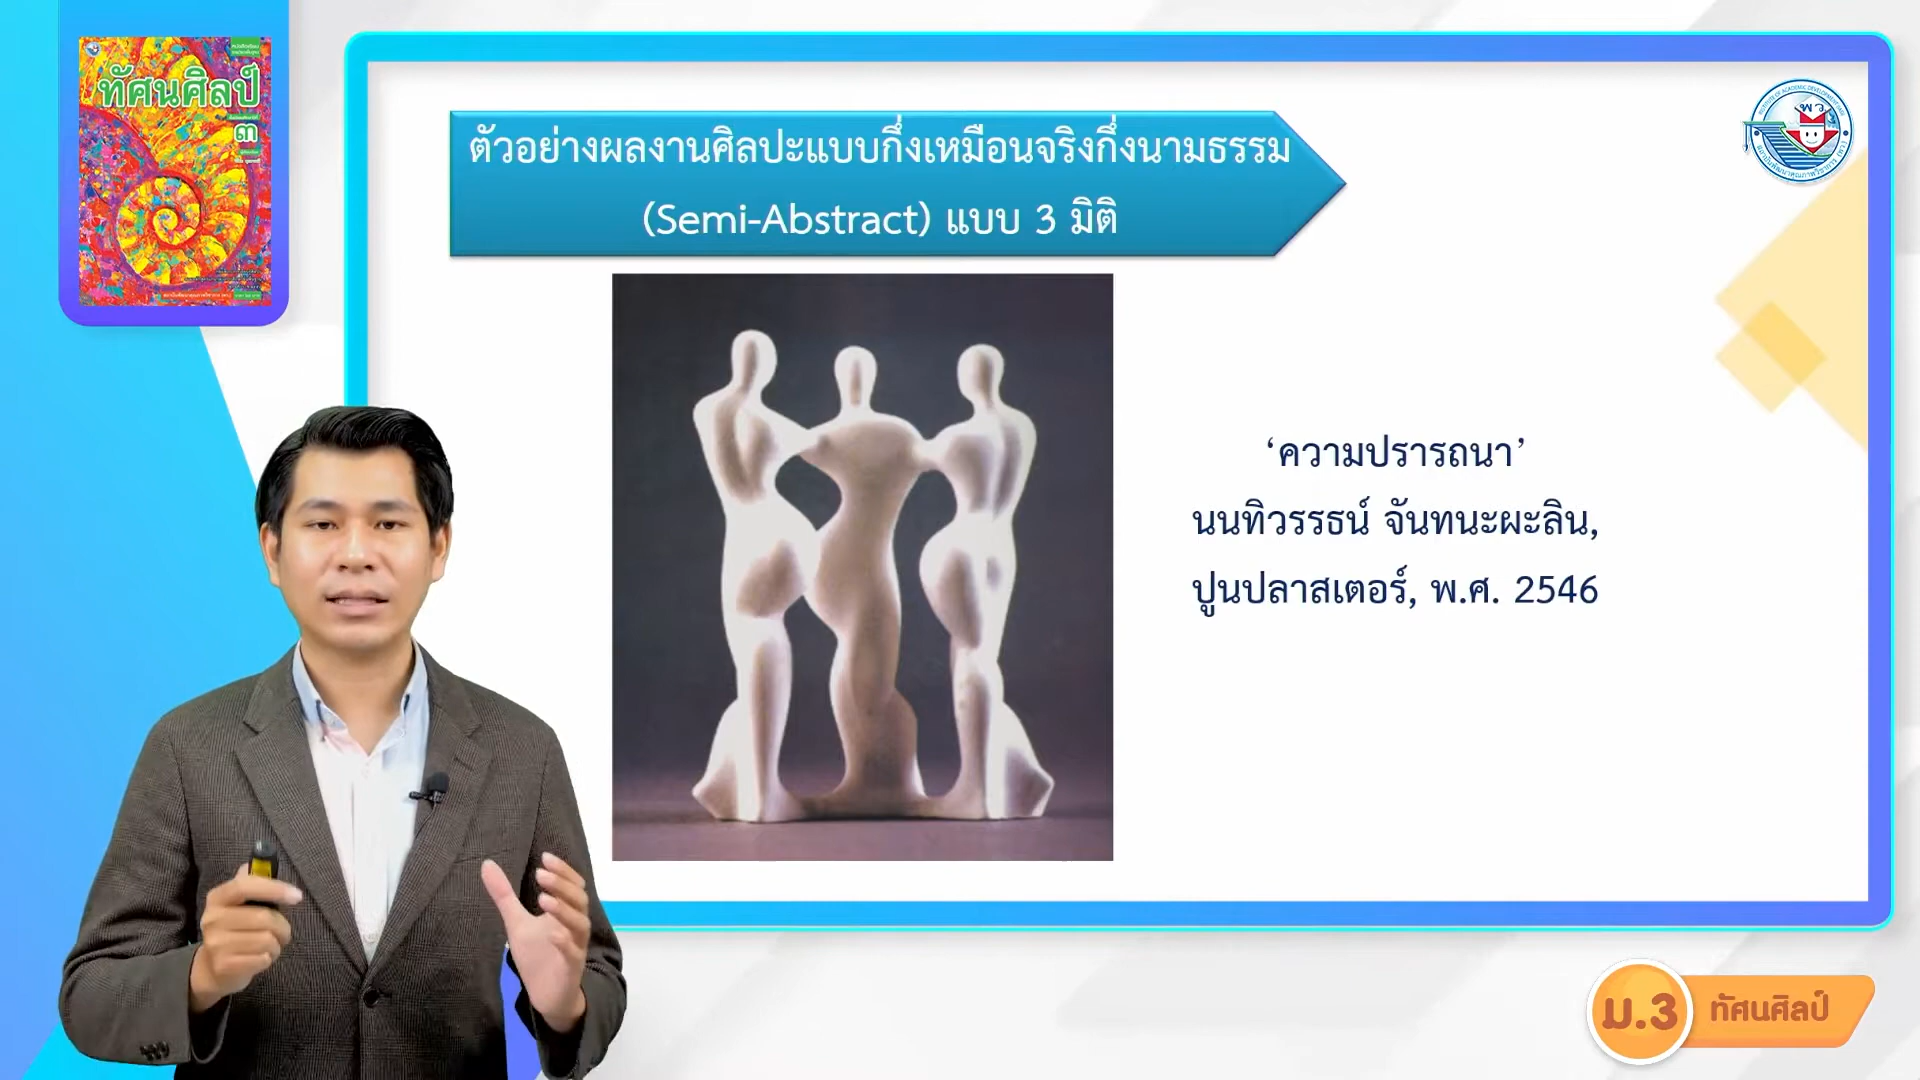 ทัศนศิลป์
๓
ตัวอย่างผลงานศิลปะแบบกึ่งเหมือนจริงกึ่งนามธรรม
(Semi-Abstract) แบบ 3 มิติ
‘ความปรารถนา’
นนทิวรรธน์ จันทนะผะลิน,
ปูนปลาสเตอร์, พ.ศ. 2546
พว
ม.3
ทัศนศิลป์